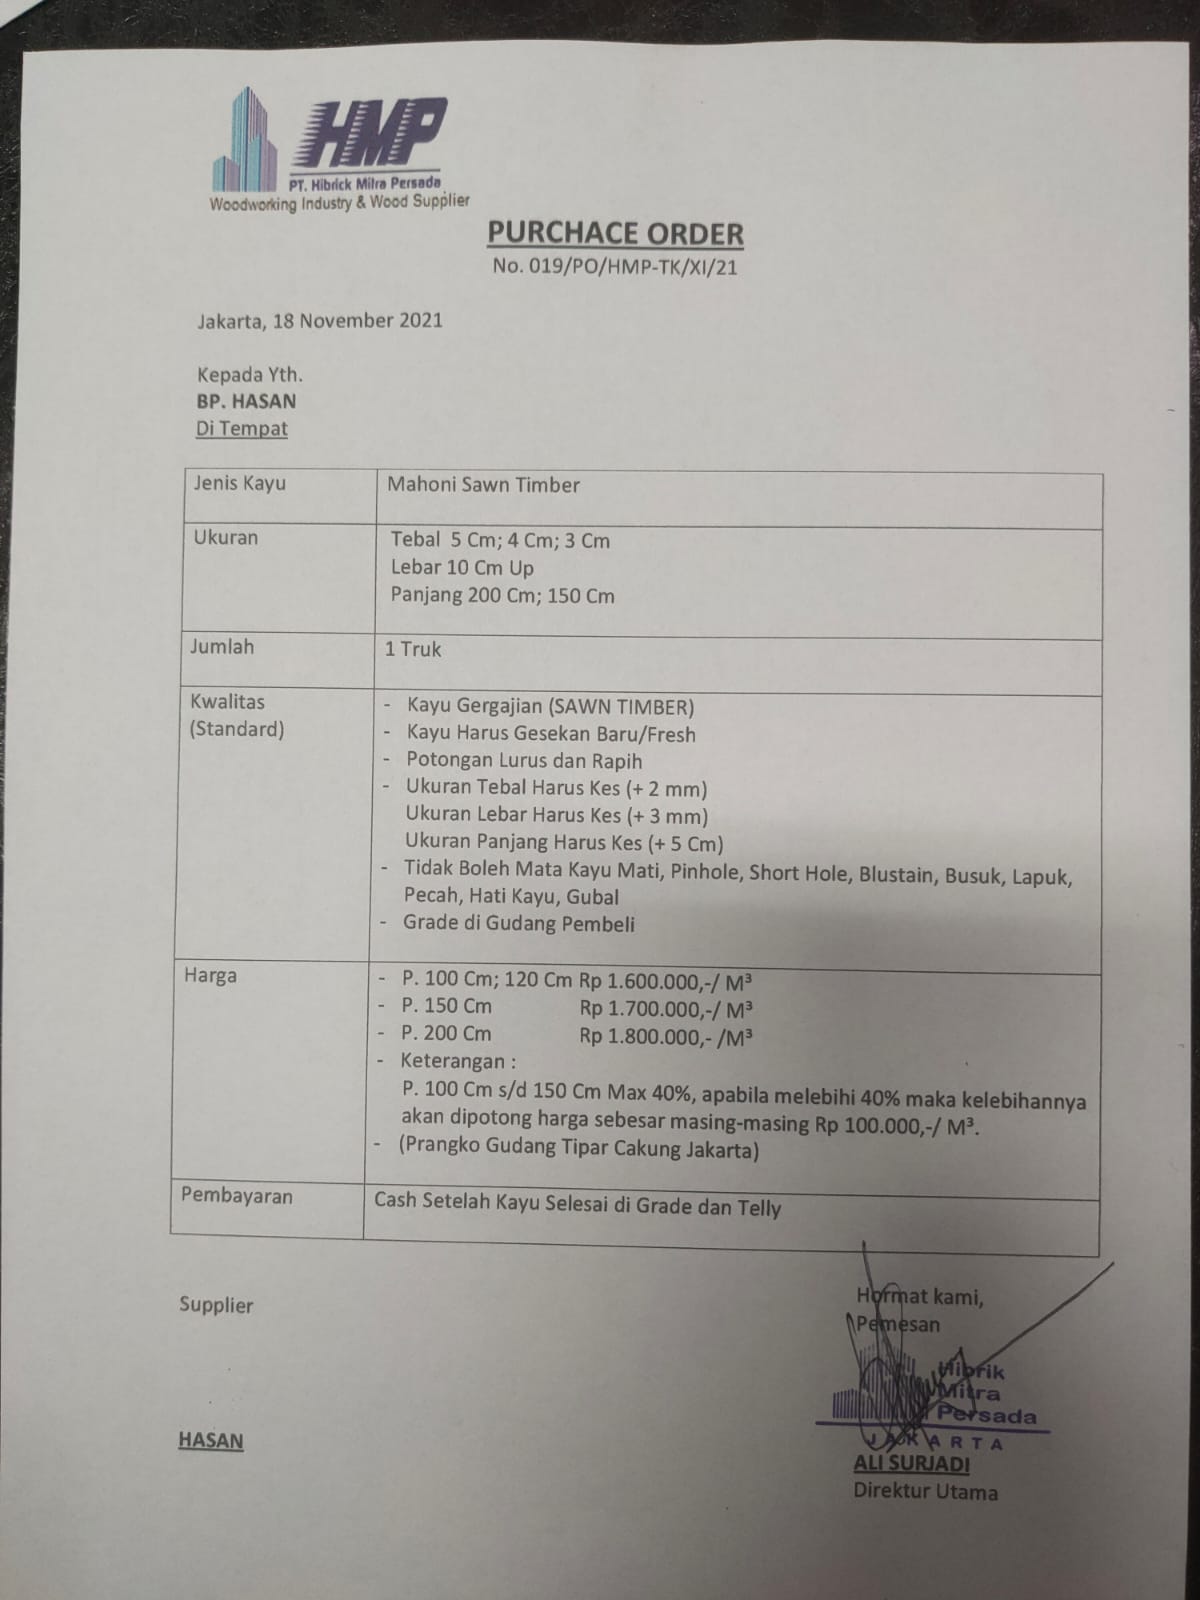 HMP
PT. Hibrick Mitra Persada
Woodworking Industry & Wood Supplier
PURCHACE ORDER
No. 019/PO/HMP-TK/XI/21
Jakarta, 18 November 2021
Kepada Yth.
BP. HASAN
Di Tempat
Jenis Kayu Mahoni Sawn Timber
Ukuran Tebal 5 Cm; 4 Cm; 3 Cm
Lebar 10 Cm Up
Panjang 200 Cm; 150 Cm
Jumlah 1 Truk
Kwalitas - Kayu Gergajian (SAWN TIMBER)
(Standard) - Kayu Harus Gesekan Baru/Fresh
- Potongan Lurus dan Rapih
- Ukuran Tebal Harus Kes (+ 2 mm)
Ukuran Lebar Harus Kes (+ 3 mm)
Ukuran Panjang Harus Kes (+ 5 Cm)
- Tidak Boleh Mata Kayu Mati, Pinhole, Short Hole, Blustain, Busuk, Lapuk,
Pecah, Hati Kayu, Gubal
- Grade di Gudang Pembeli
Harga - P. 100 Cm; 120 Cm Rp 1.600.000,-/ M³
- P. 150 Cm Rp 1.700.000,-/ M³
- P. 200 Cm Rp 1.800.000,- /M³
- Keterangan :
P. 100 Cm s/d 150 Cm Max 40%, apabila melebihi 40% maka kelebihannya
akan dipotong harga sebesar masing-masing Rp 100.000,-/ M³.
- (Prangko Gudang Tipar Cakung Jakarta)
Pembayaran Cash Setelah Kayu Selesai di Grade dan Telly
Supplier
Hormat kami,
Pemesan
Hibrik
Mitra
Persada
JAKARTA
HASAN
ALI SURJADI
Direktur Utama